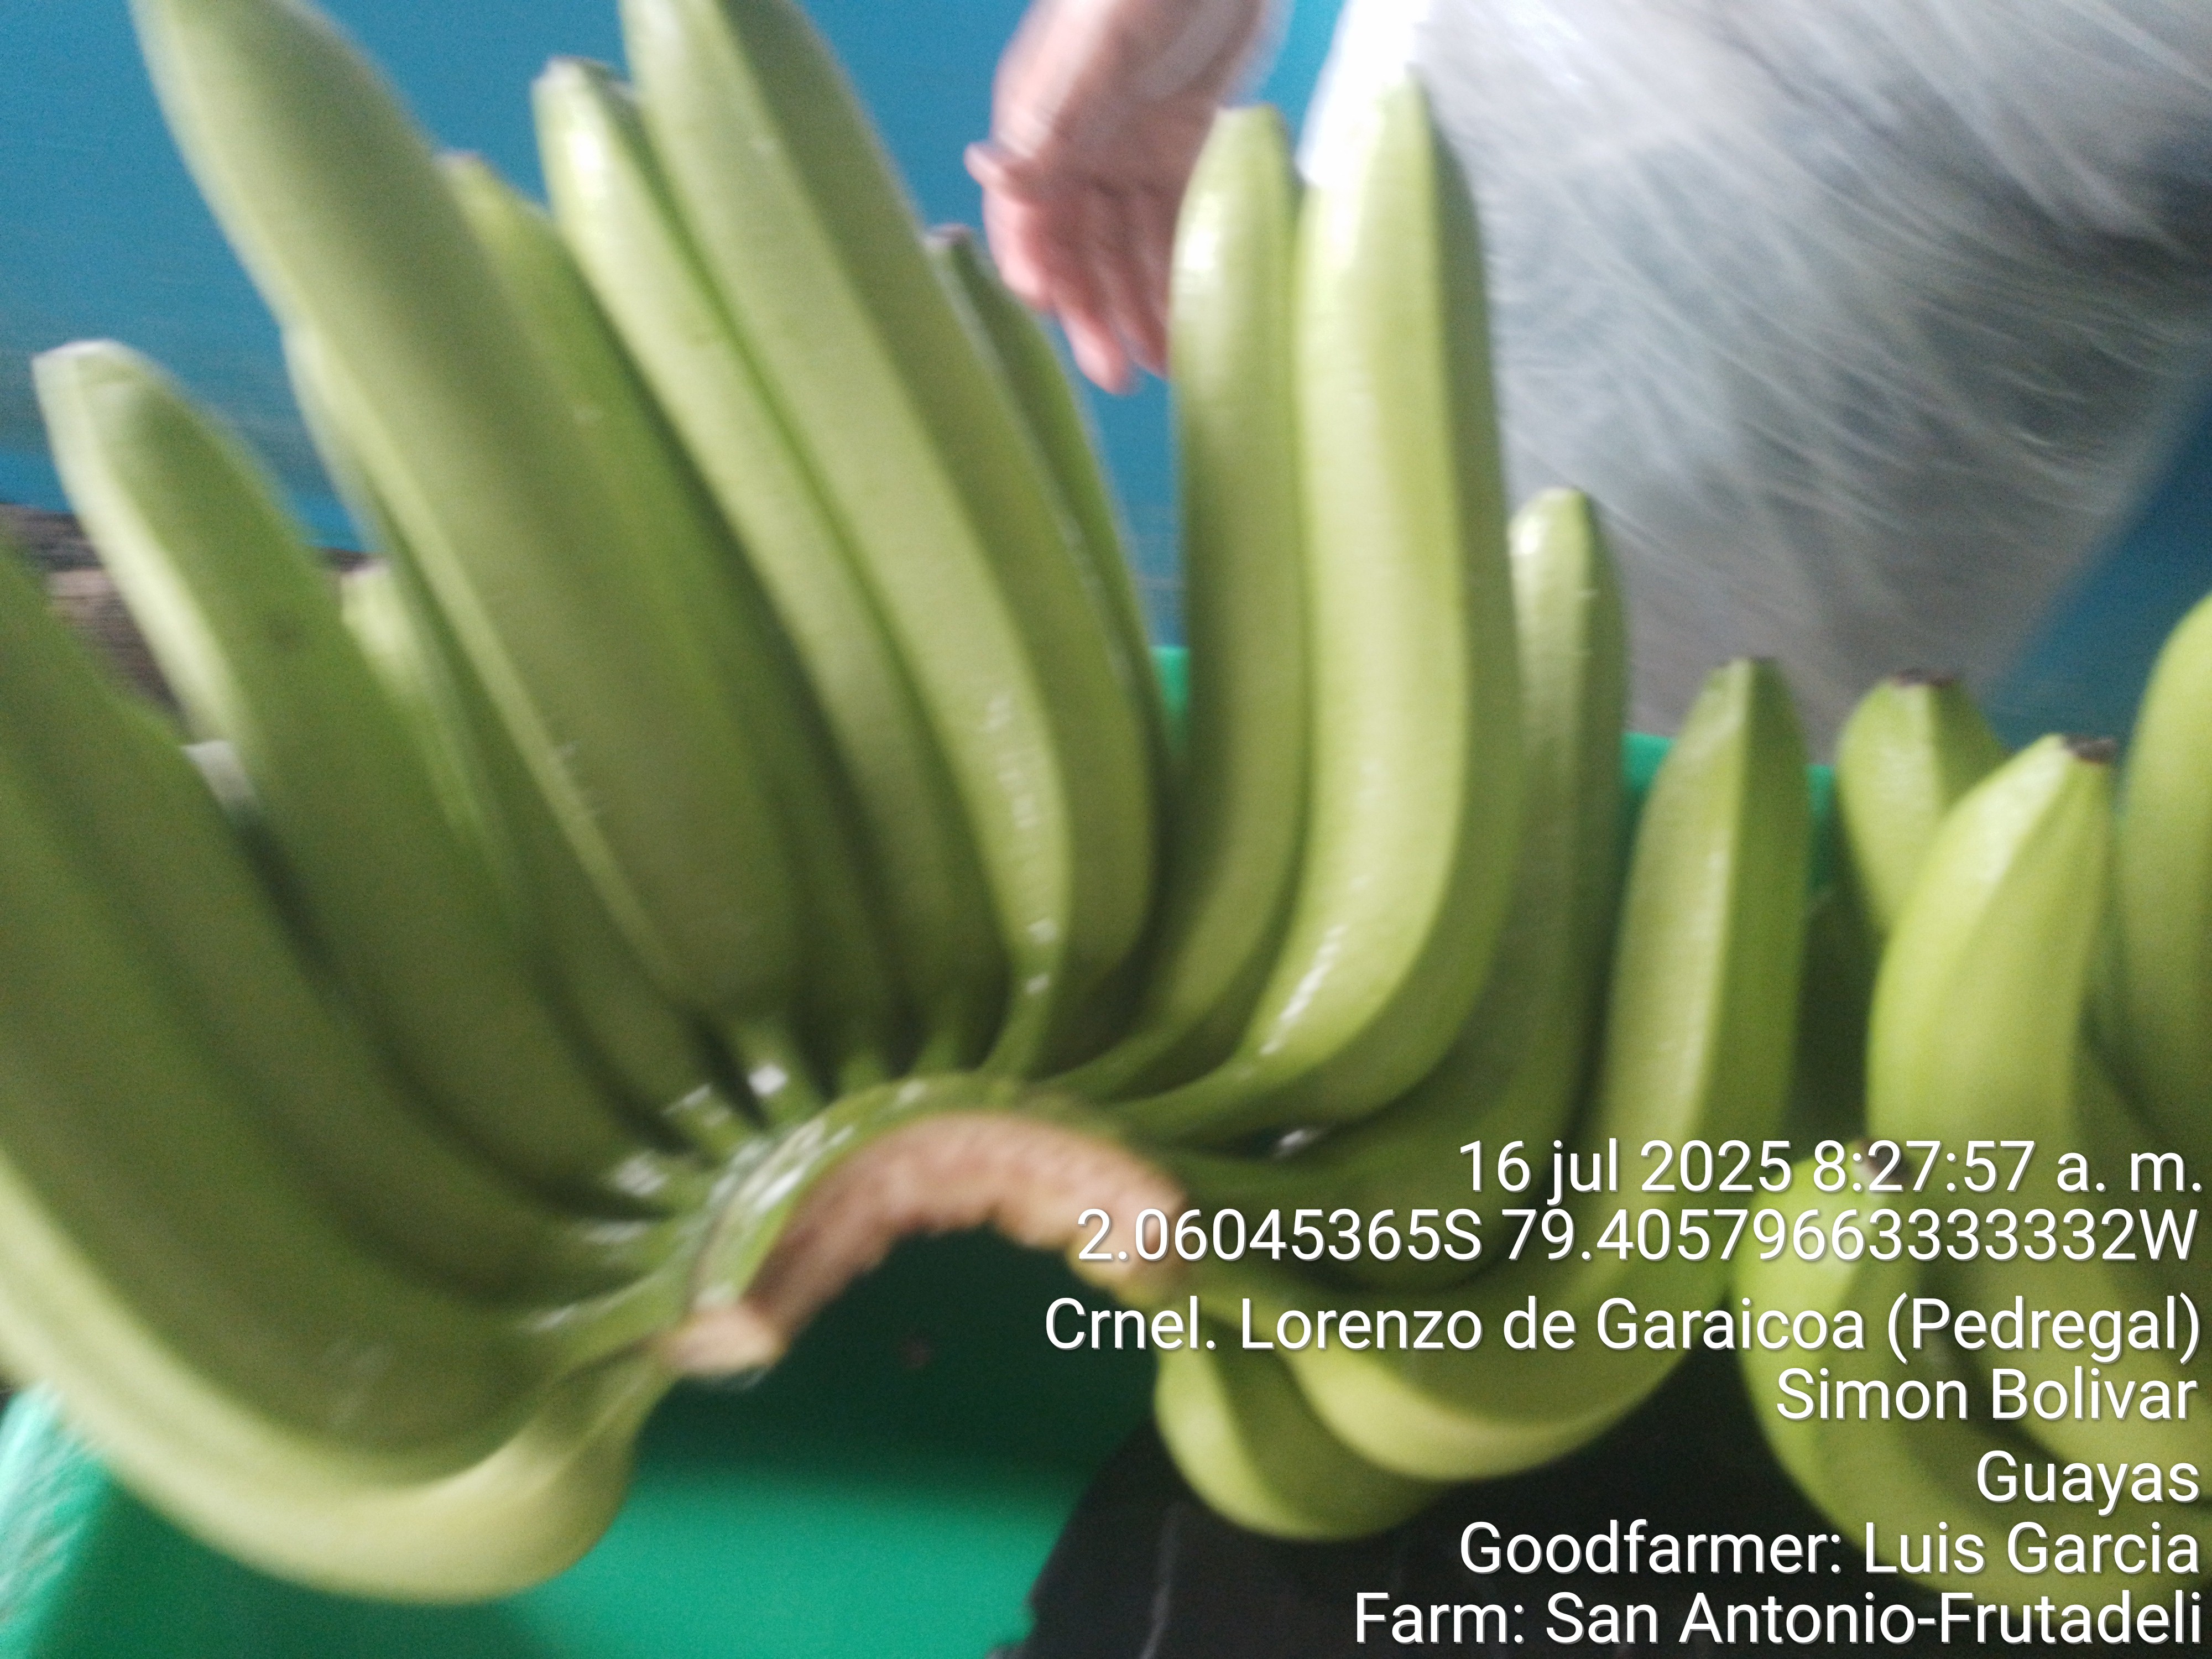 16 jul 2025 8:27:57 a. m.
2.06045365S 79.40579663333332W
Crnel. Lorenzo de Garaicoa (Pedregal)
Simon Bolivar
Guayas
Goodfarmer: Luis Garcia
Farm: San Antonio-Frutadeli